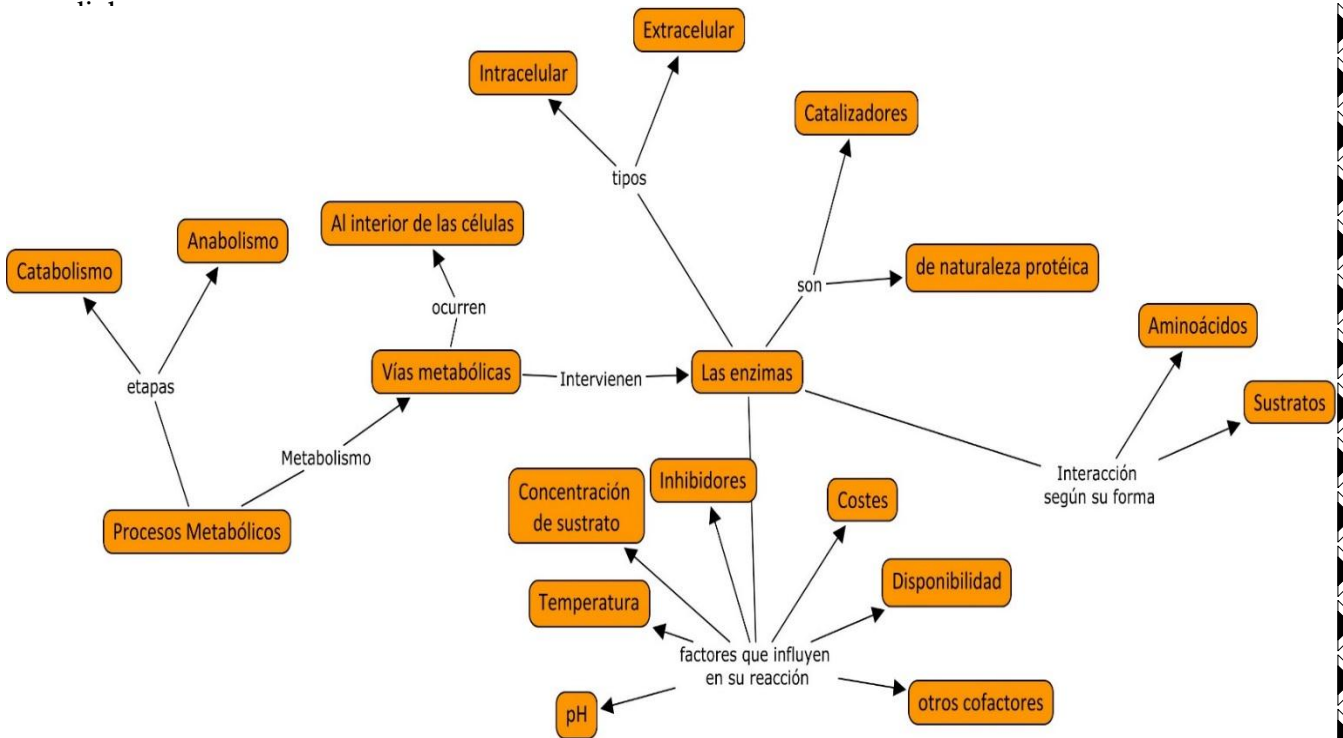 Extracelular
Intracelular
Catalizadores
tipos
Al interior de las células
Anabolismo
Catabolismo
de naturaleza protéica
son
ocurren
Aminoácidos
Vías metabólicas
Intervienen
Las enzimas
etapas
Sustratos
Metabolismo
Interacción
según su forma
Inhibidores
Concentración
de sustrato
Costes
Procesos Metabólicos
Disponibilidad
Temperatura
factores que influyen
en su reacción
otros cofactores
pH